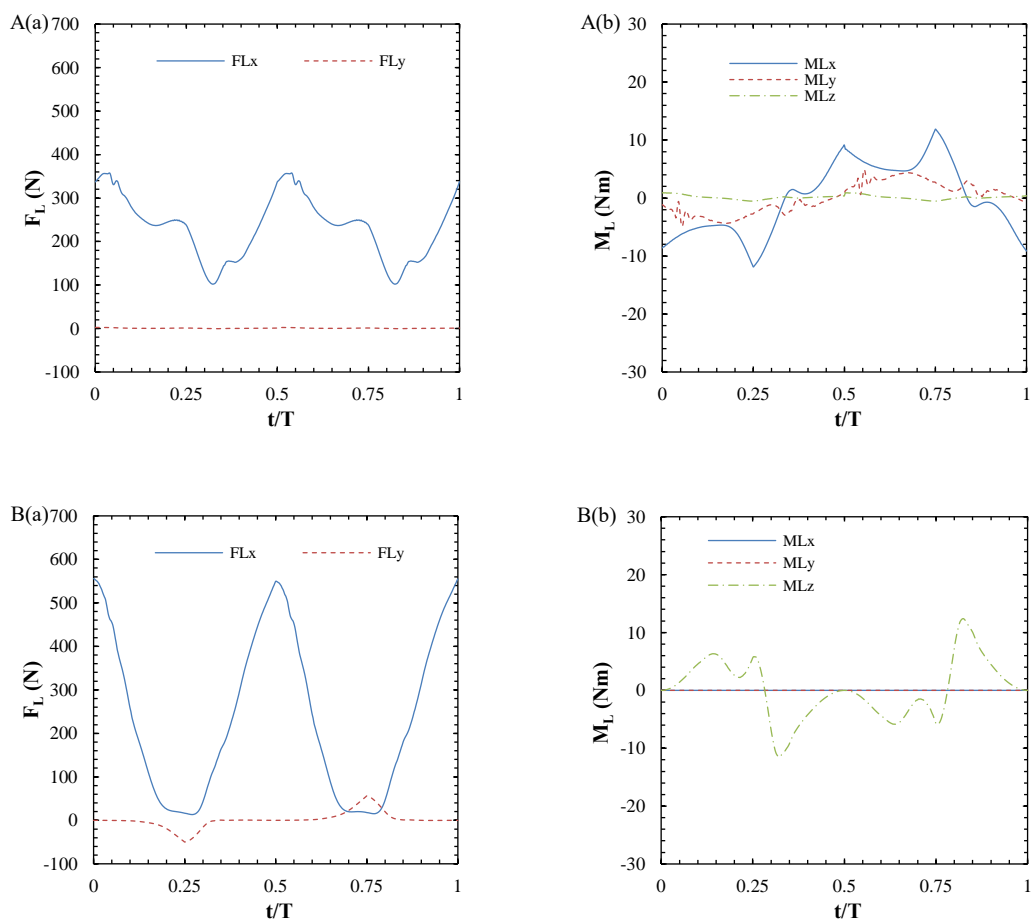 A(a)
700
600
500
400
300
200
100
0
-100
F_L (N)
FLx FLy
0 0.25 0.5 0.75 1
t/T
A(b)
30
20
10
0
-10
-20
-30
M_L (Nm)
MLx
MLy
MLz
0 0.25 0.5 0.75 1
t/T
B(a)
700
600
500
400
300
200
100
0
-100
F_L (N)
FLx FLy
0 0.25 0.5 0.75 1
t/T
B(b)
30
20
10
0
-10
-20
-30
M_L (Nm)
MLx
MLy
MLz
0 0.25 0.5 0.75 1
t/T